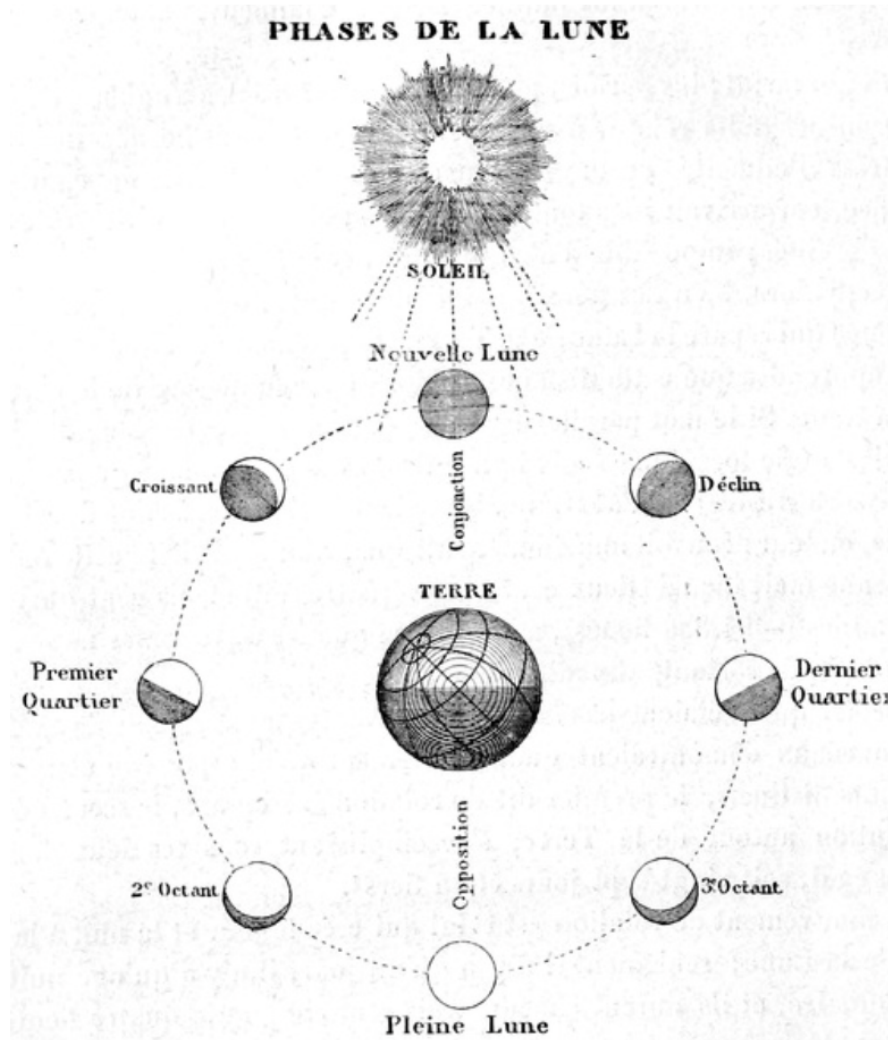 PHASES DE LA LUNE
SOLEIL
Nouvelle Lune
Croissant
Déclin
Conjonction
TERRE
Premier
Quartier
Dernier
Quartier
Opposition
2e Octant
3e Octant
Pleine Lune